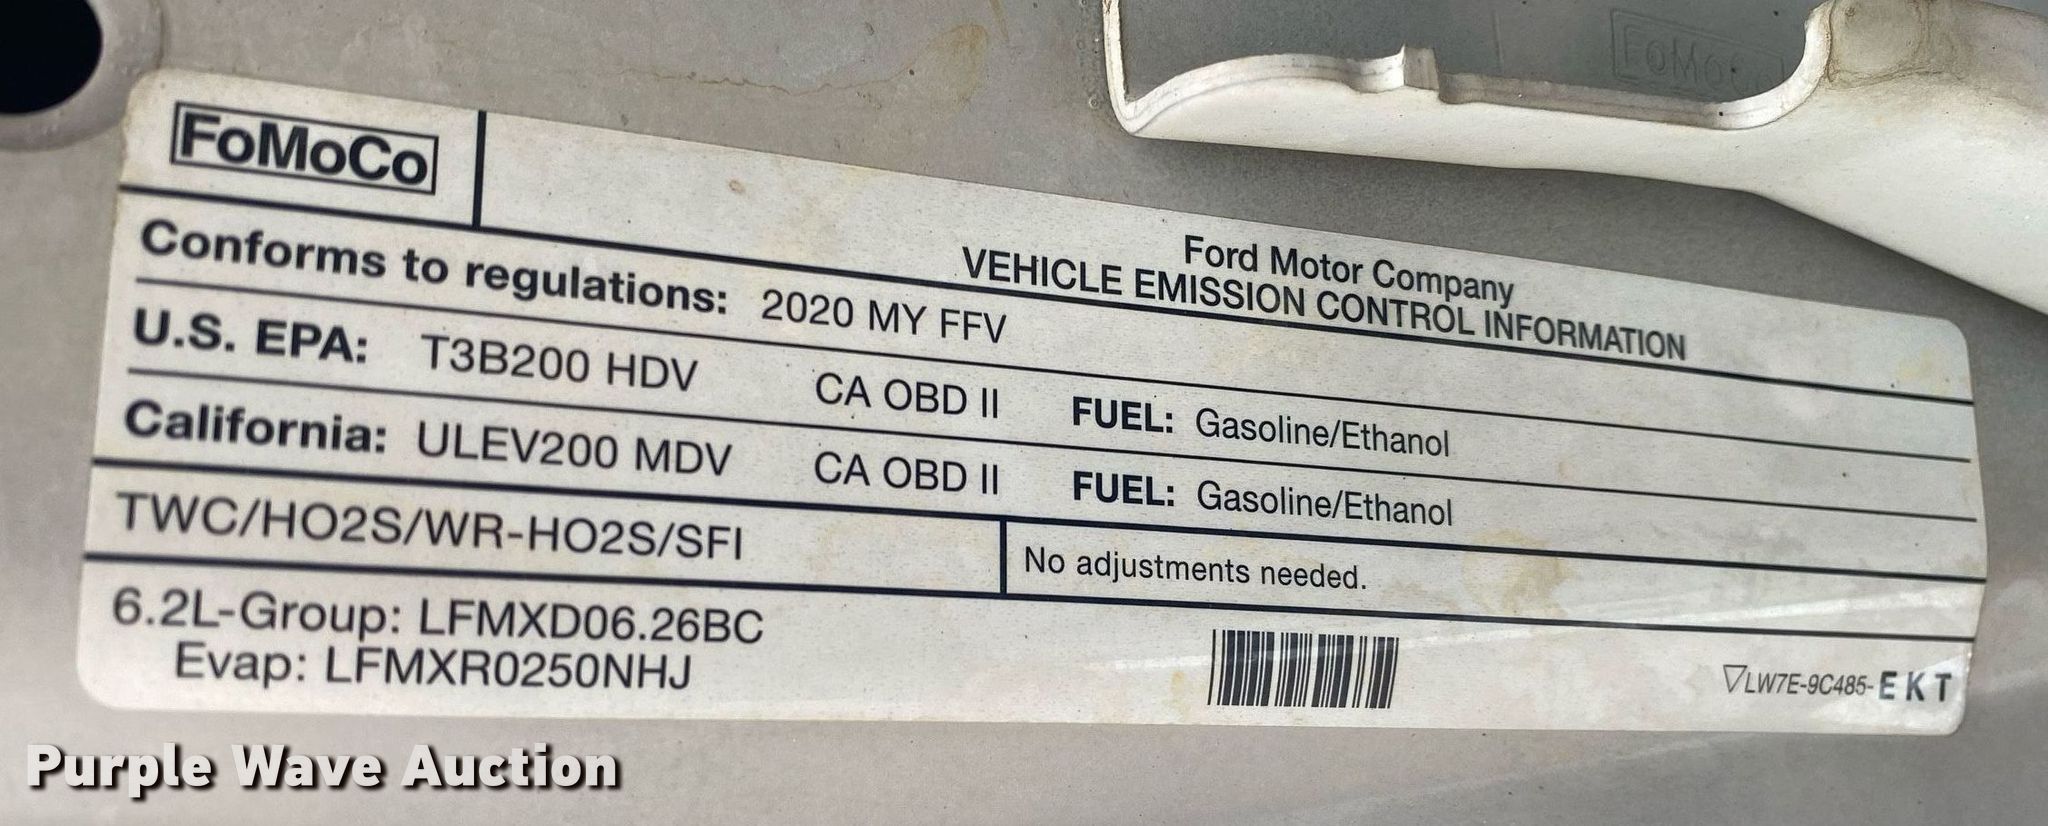 FoMoCo
FoMoCo
Ford Motor Company
VEHICLE EMISSION CONTROL INFORMATION
Conforms to regulations: 2020 MY FFV
U.S. EPA: T3B200 HDV CA OBD II FUEL: Gasoline/Ethanol
California: ULEV200 MDV CA OBD II FUEL: Gasoline/Ethanol
TWC/HO2S/WR-HO2S/SFI
No adjustments needed.
6.2L-Group: LFMXD06.26BC
Evap: LFMXR0250NHJ
LW7E-9C485-EKT
Purple Wave Auction